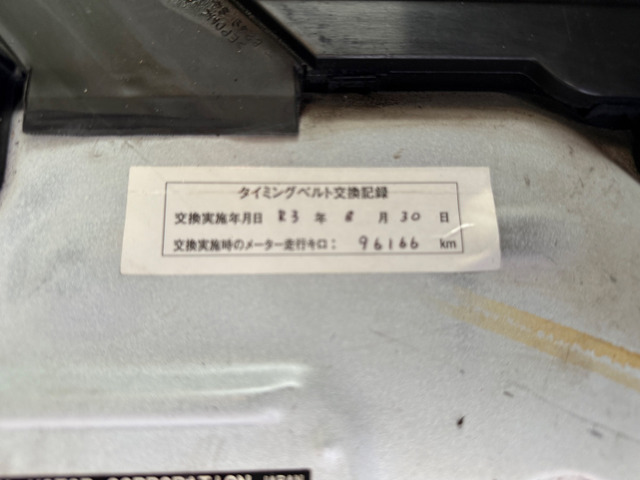 タイミングベルト交換記録
交換実施年月日 R3 年 8 月 30 日
交換実施時のメーター走行キロ： 96166 km
CORPORATION